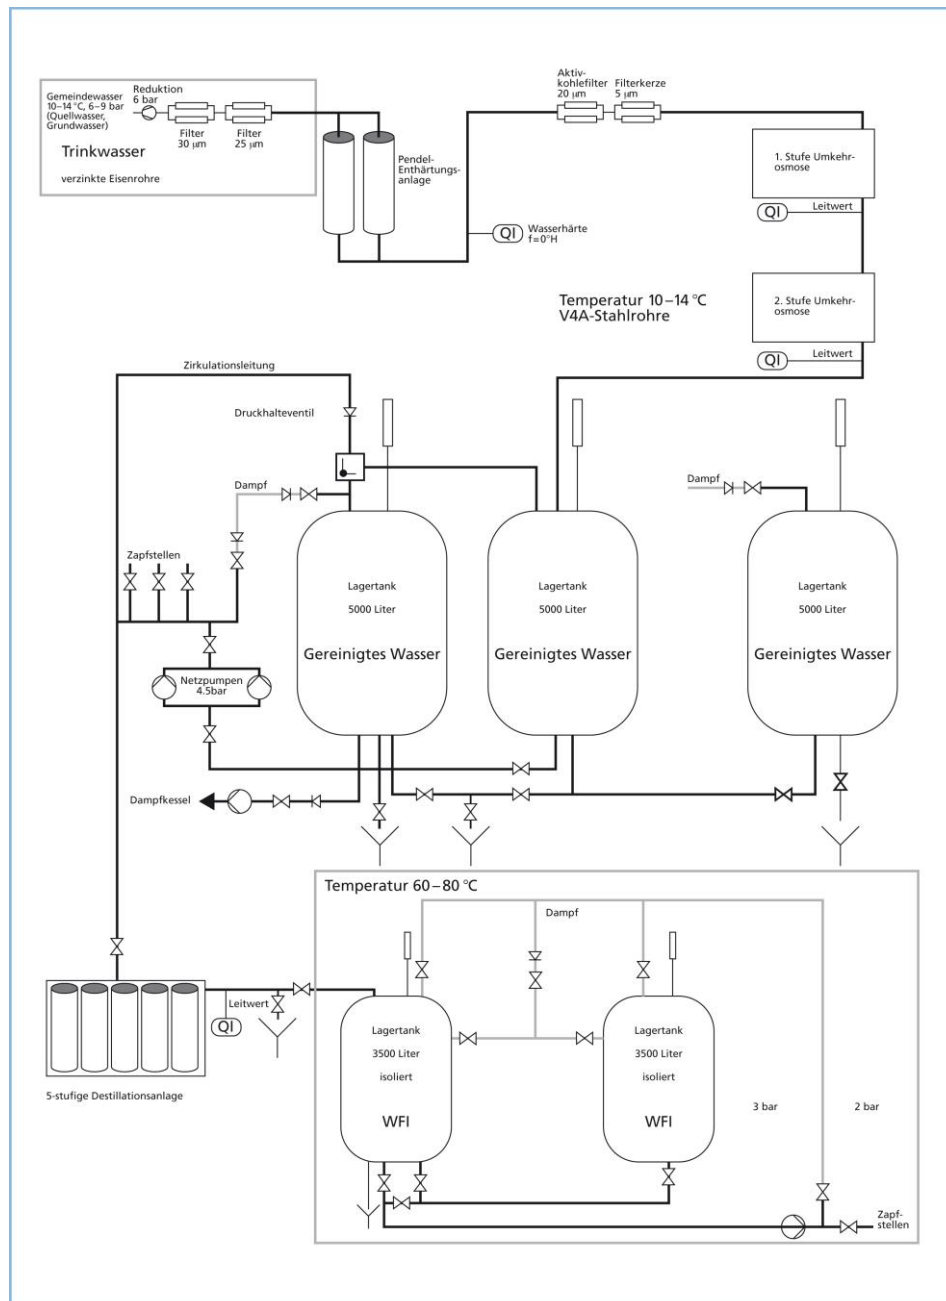 Gemeindewasser
10–14 °C, 6–9 bar
(Quellwasser,
Grundwasser)
Reduktion
6 bar
Filter
30 µm
Filter
25 µm
Trinkwasser
verzinkte Eisenrohre
Pendel-
Enthärtungs-
anlage
QI
Wasserhärte
f=0°H
Aktiv-
kohlefilter
20 µm
Filterkerze
5 µm
1. Stufe Umkehr-
osmose
QI
Leitwert
Temperatur 10–14 °C
V4A-Stahlrohre
2. Stufe Umkehr-
osmose
QI
Leitwert
Zirkulationsleitung
Druckhalteventil
Dampf
Dampf
Zapfstellen
Lagertank
5000 Liter
Gereinigtes Wasser
Lagertank
5000 Liter
Gereinigtes Wasser
Lagertank
5000 Liter
Gereinigtes Wasser
Netzpumpen
4.5bar
Dampfkessel
Temperatur 60–80 °C
Dampf
Leitwert
QI
5-stufige Destillationsanlage
Lagertank
3500 Liter
isoliert
WFI
Lagertank
3500 Liter
isoliert
WFI
3 bar
2 bar
Zapf-
stellen